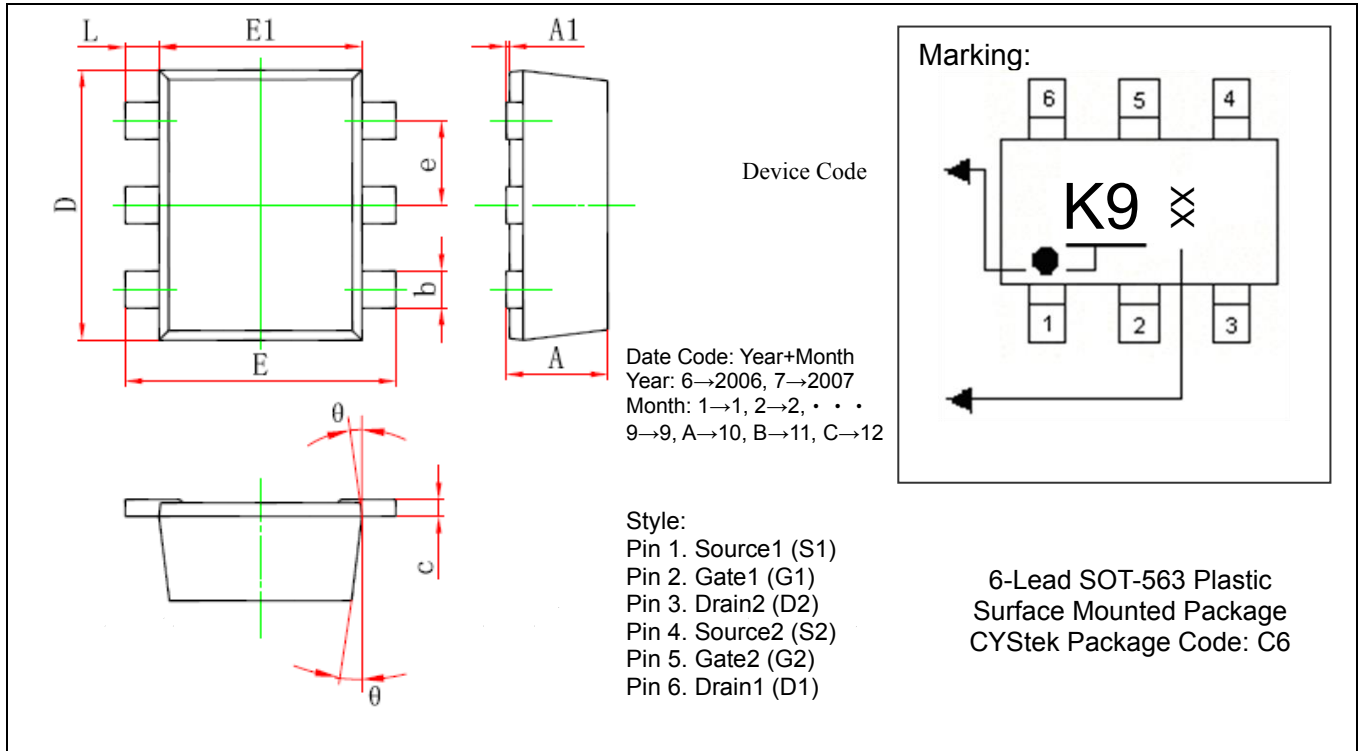 L
E1
A1
D
e
b
E
A
θ
c
θ
Marking:
6 5 4
Device Code
K9 XX
1 2 3
Date Code: Year+Month
Year: 6→2006, 7→2007
Month: 1→1, 2→2, ・・・
9→9, A→10, B→11, C→12
Style:
Pin 1. Source1 (S1)
Pin 2. Gate1 (G1)
Pin 3. Drain2 (D2)
Pin 4. Source2 (S2)
Pin 5. Gate2 (G2)
Pin 6. Drain1 (D1)
6-Lead SOT-563 Plastic
Surface Mounted Package
CYStek Package Code: C6